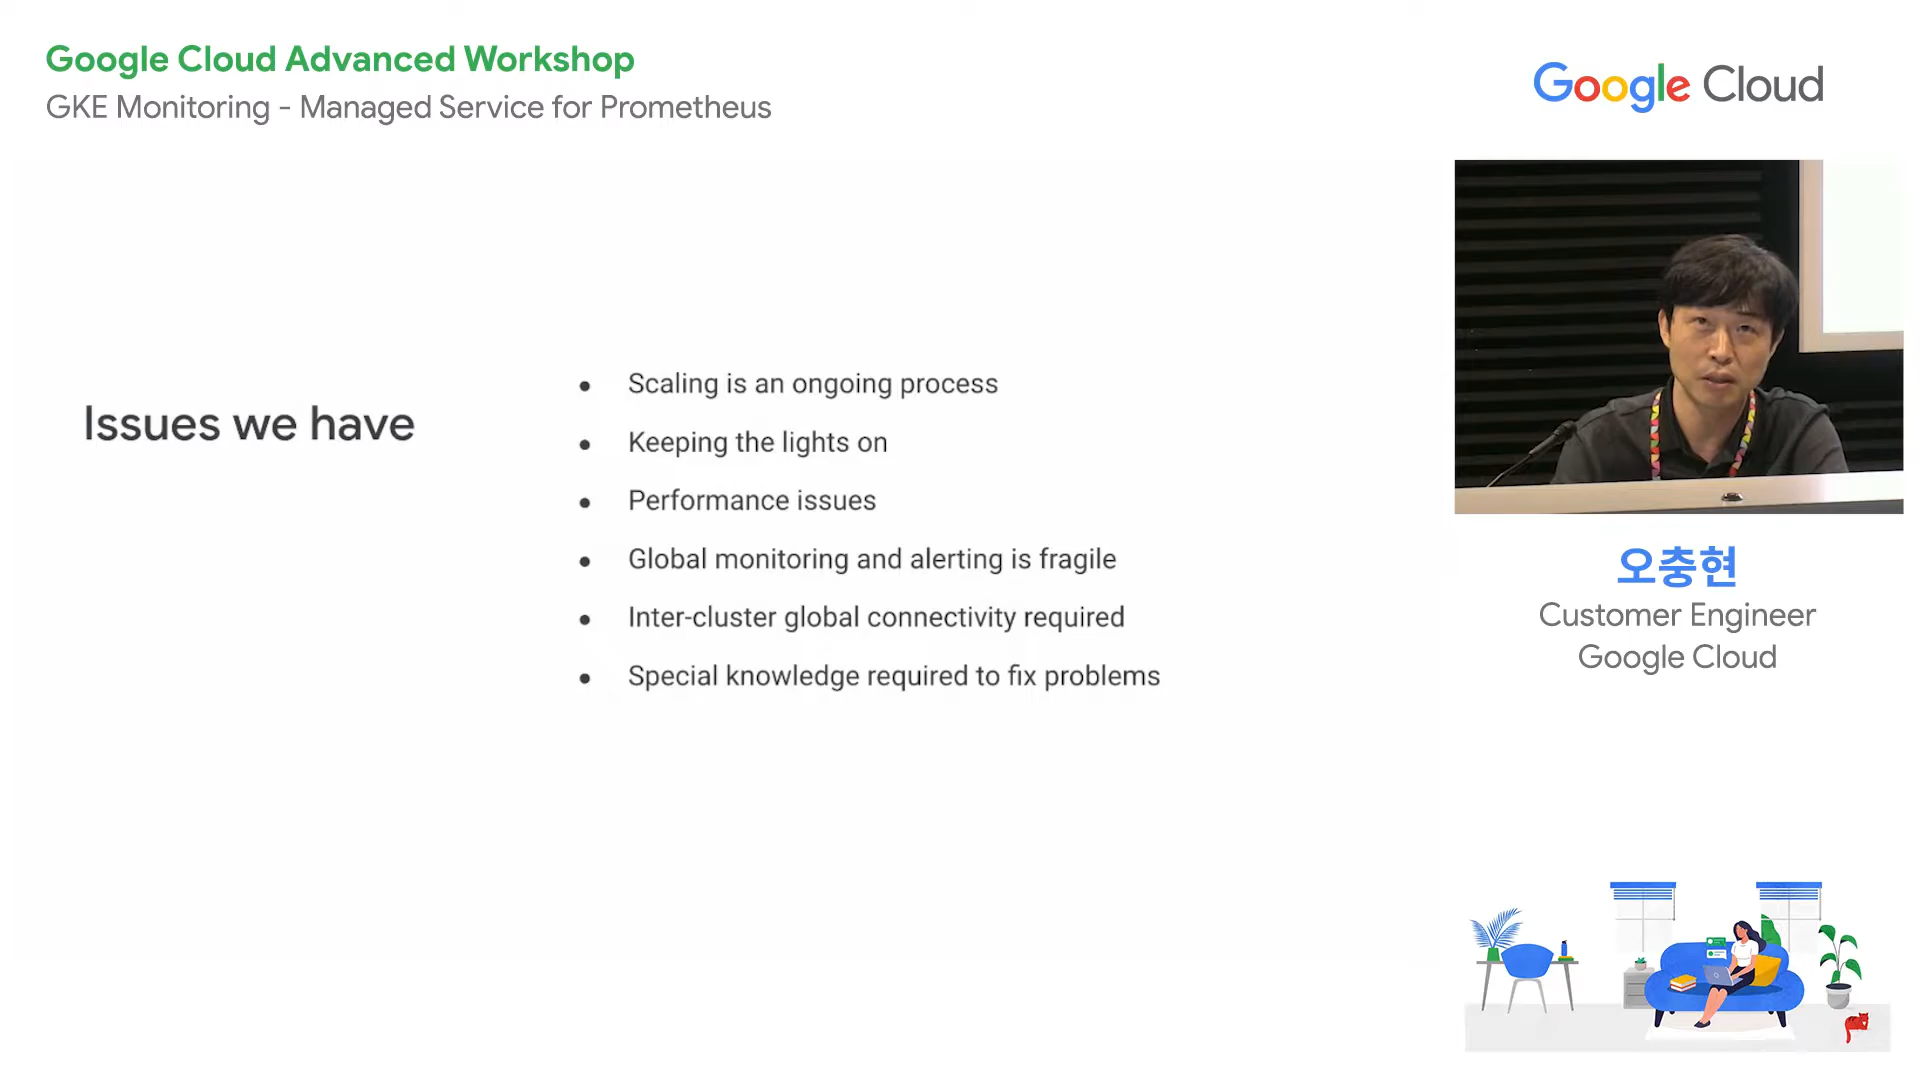 Google Cloud Advanced Workshop
GKE Monitoring - Managed Service for Prometheus
Google Cloud
Issues we have
Scaling is an ongoing process
Keeping the lights on
Performance issues
Global monitoring and alerting is fragile
Inter-cluster global connectivity required
Special knowledge required to fix problems
오충현
Customer Engineer
Google Cloud